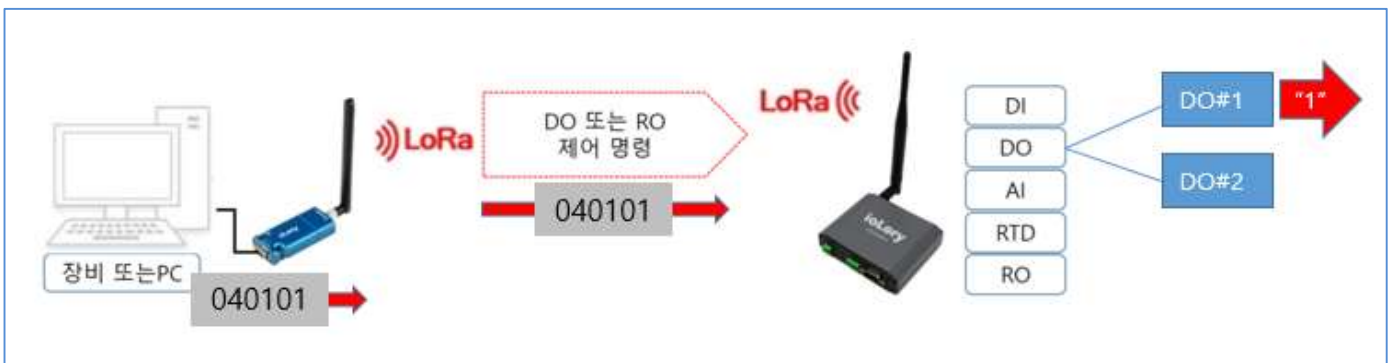 장비 또는PC
040101
LoRa
DO 또는 RO
제어 명령
040101
LoRa
ioLory
DI
DO
AI
RTD
RO
DO#1
"1"
DO#2